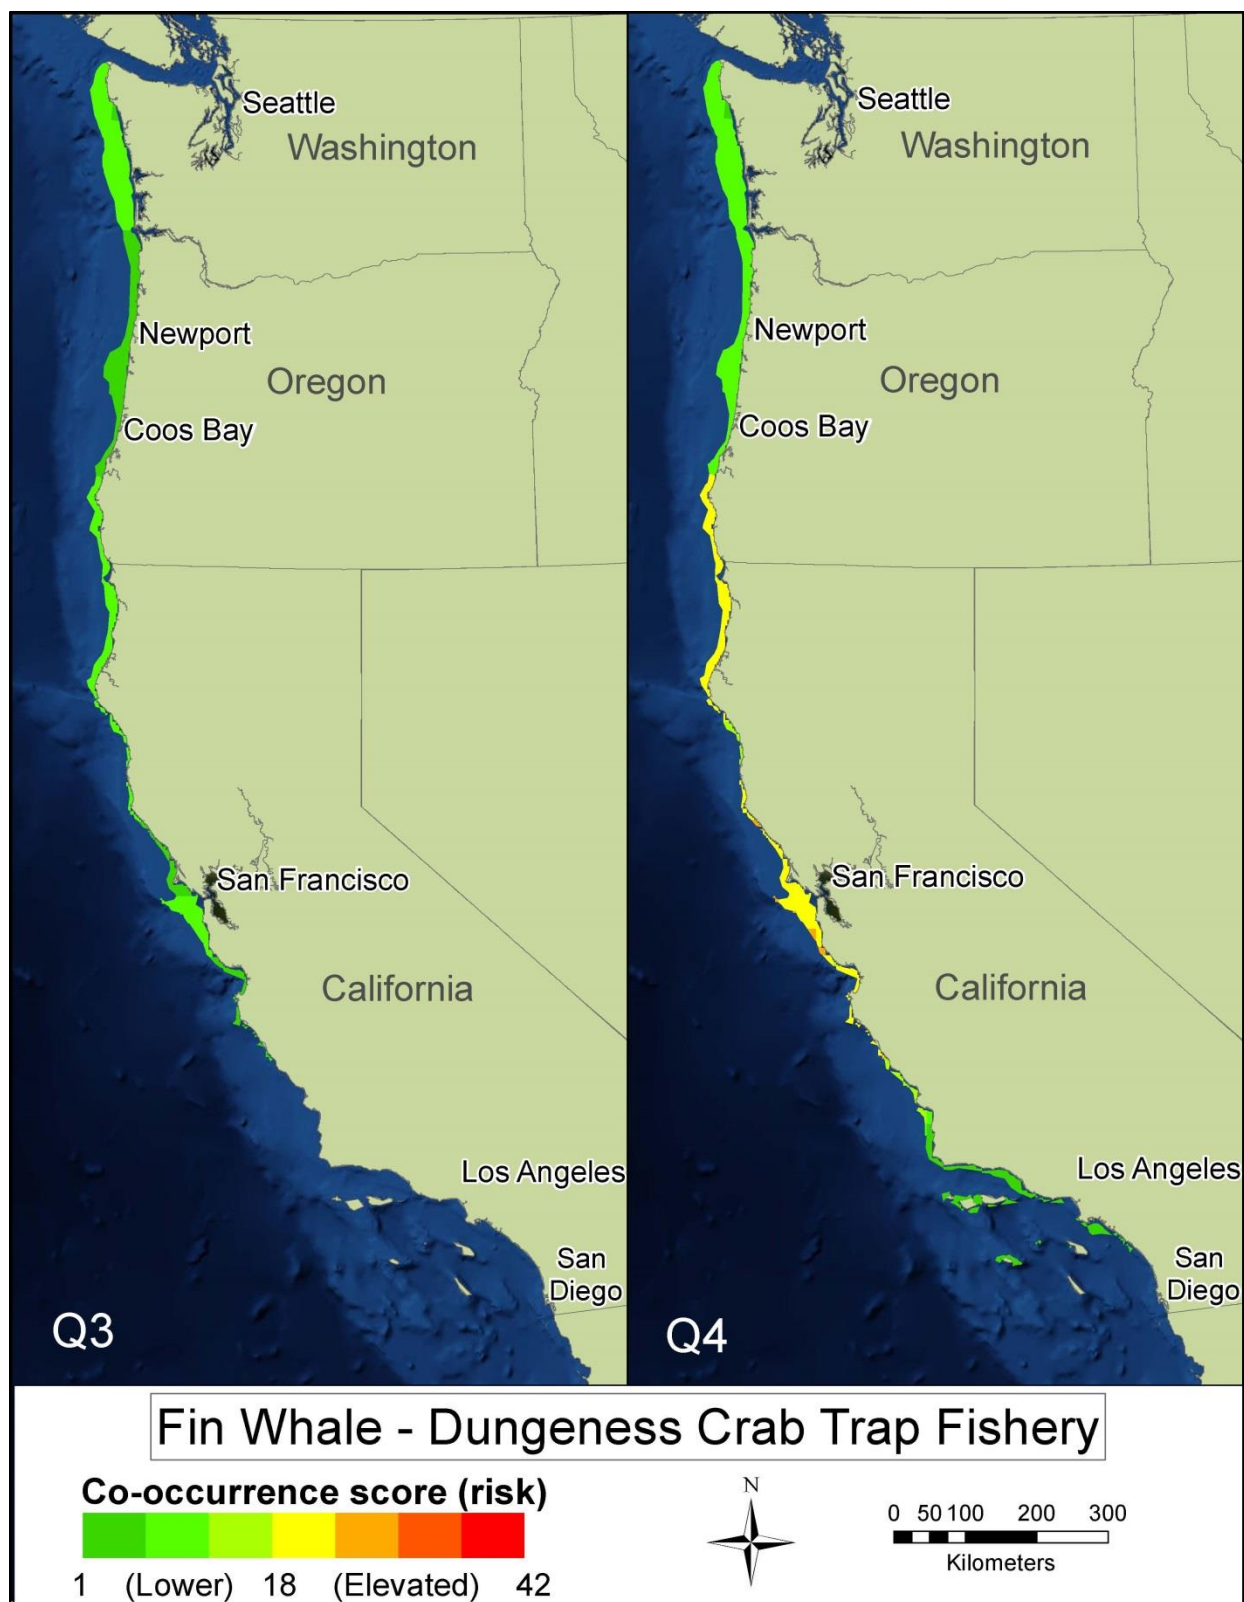 Seattle
Washington
Newport
Oregon
Coos Bay
San Francisco
California
Los Angeles
San
Diego
Q3
Seattle
Washington
Newport
Oregon
Coos Bay
San Francisco
California
Los Angeles
San
Diego
Q4
Fin Whale - Dungeness Crab Trap Fishery
Co-occurrence score (risk)
1 (Lower) 18 (Elevated) 42
N
0 50 100 200 300
Kilometers